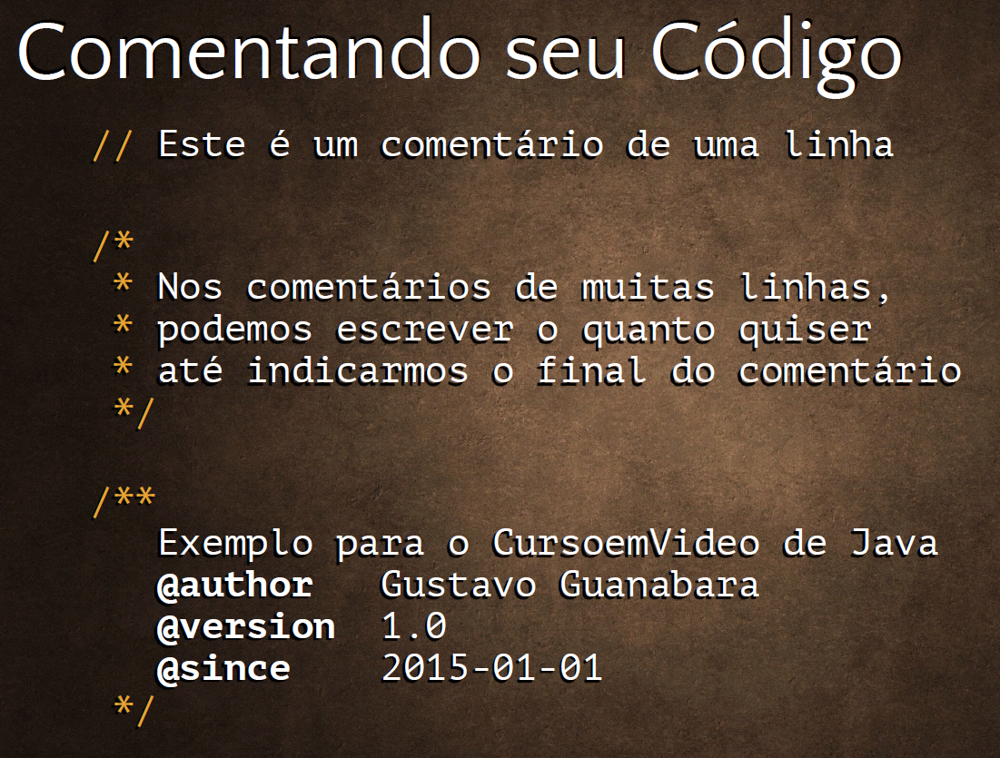 Comentando seu Código
// Este é um comentário de uma linha
/*
* Nos comentários de muitas linhas,
* podemos escrever o quanto quiser
* até indicarmos o final do comentário
*/
/**
Exemplo para o CursoemVideo de Java
@author Gustavo Guanabara
@version 1.0
@since 2015-01-01
*/